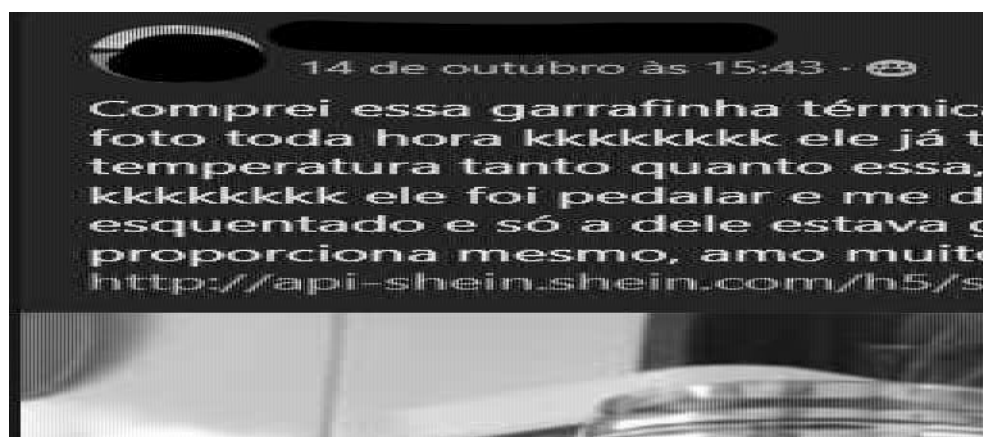 14 de outubro às 15:43 ·
Comprei essa garrafinha térmica
foto toda hora kkkkkkkk ele já
temperatura tanto quanto essa,
kkkkkkkk ele foi pedalar e me
esquentado e só a dele estava
proporciona mesmo, amo muito
http://api-shein.shein.com/h5/s